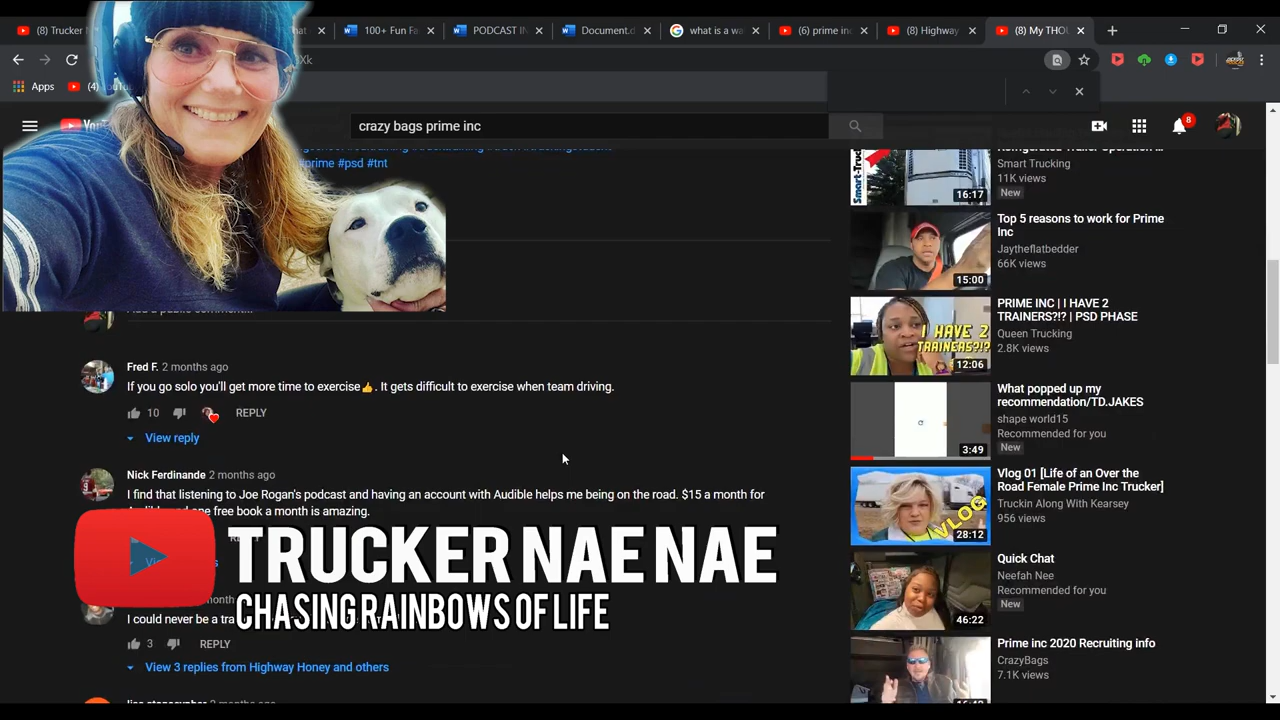 (8) Trucker
hat
100+ Fun Fa
PODCAST IN
Document.d
what is a wa
(6) prime inc
(8) Highway
(8) My THOU
Xk
Apps
(4)
crazy bags prime inc
8
#prime #psd #tnt
Fred F. 2 months ago
If you go solo you'll get more time to exercise👍. It gets difficult to exercise when team driving.
10
REPLY
View reply
Nick Ferdinande 2 months ago
I find that listening to Joe Rogan's podcast and having an account with Audible helps me being on the road. $15 a month for
one free book a month is amazing.
TRUCKER NAE NAE
CHASING RAINBOWS OF LIFE
I could never be a tra
3
REPLY
View 3 replies from Highway Honey and others
2 months ago
Smart Trucking
11K views
New
16:17
Top 5 reasons to work for Prime
Inc
Jaytheflatbedder
66K views
15:00
PRIME INC | I HAVE 2
TRAINERS?!? | PSD PHASE
Queen Trucking
2.8K views
I HAVE 2
TRAINERS?!?
12:06
What popped up my
recommendation/TD.JAKES
shape world15
Recommended for you
New
3:49
Vlog 01 [Life of an Over the
Road Female Prime Inc Trucker]
Truckin Along With Kearsey
956 views
VLOG
28:12
Quick Chat
Neefah Nee
Recommended for you
New
46:22
Prime inc 2020 Recruiting info
CrazyBags
7.1K views